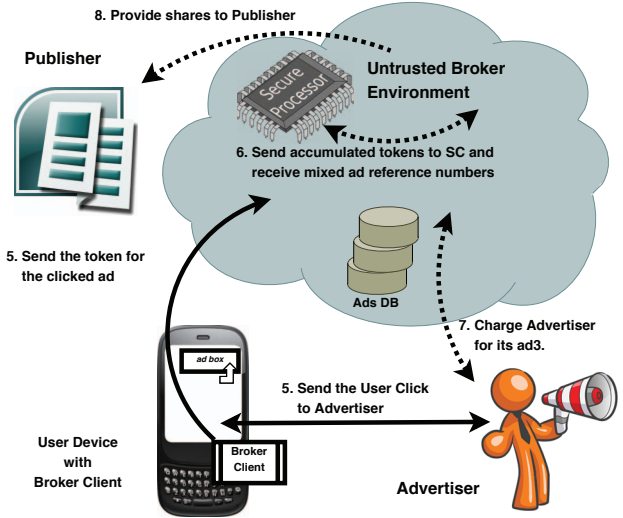 8. Provide shares to Publisher
Publisher
Secure
Processor
Untrusted Broker
Environment
6. Send accumulated tokens to SC and
receive mixed ad reference numbers
5. Send the token for
the clicked ad
Ads DB
7. Charge Advertiser
for its ad3.
ad box
5. Send the User Click
to Advertiser
User Device
with
Broker Client
Broker
Client
Advertiser